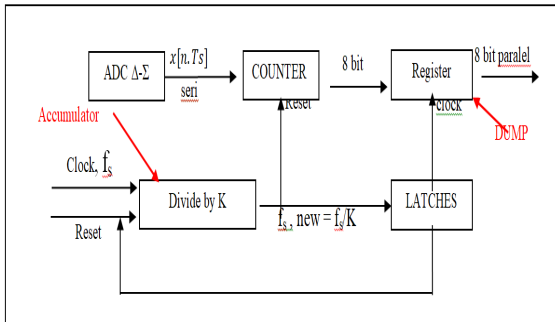 ADC Δ-Σ
x[n.Ts]
seri
COUNTER
Reset
8 bit
Register
clock
8 bit paralel
Accumulator
DUMP
Clock, fs
Reset
Divide by K
fs , new = fs/K
LATCHES